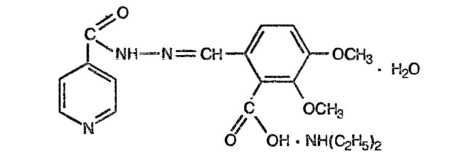 O
C
NH—N=CH
OCH₃
· H₂O
N
C
OCH₃
O
OH · NH(C₂H₅)₂